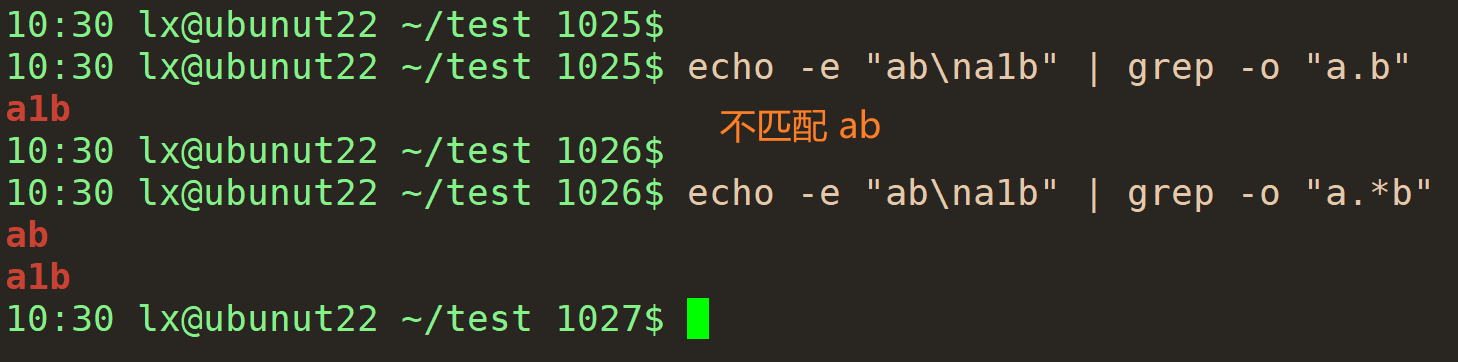 10:30 lx@ubunut22 ~/test 1025$
10:30 lx@ubunut22 ~/test 1025$ echo -e "ab\na1b" | grep -o "a.b"
a1b
不匹配 ab
10:30 lx@ubunut22 ~/test 1026$
10:30 lx@ubunut22 ~/test 1026$ echo -e "ab\na1b" | grep -o "a.*b"
ab
a1b
10:30 lx@ubunut22 ~/test 1027$